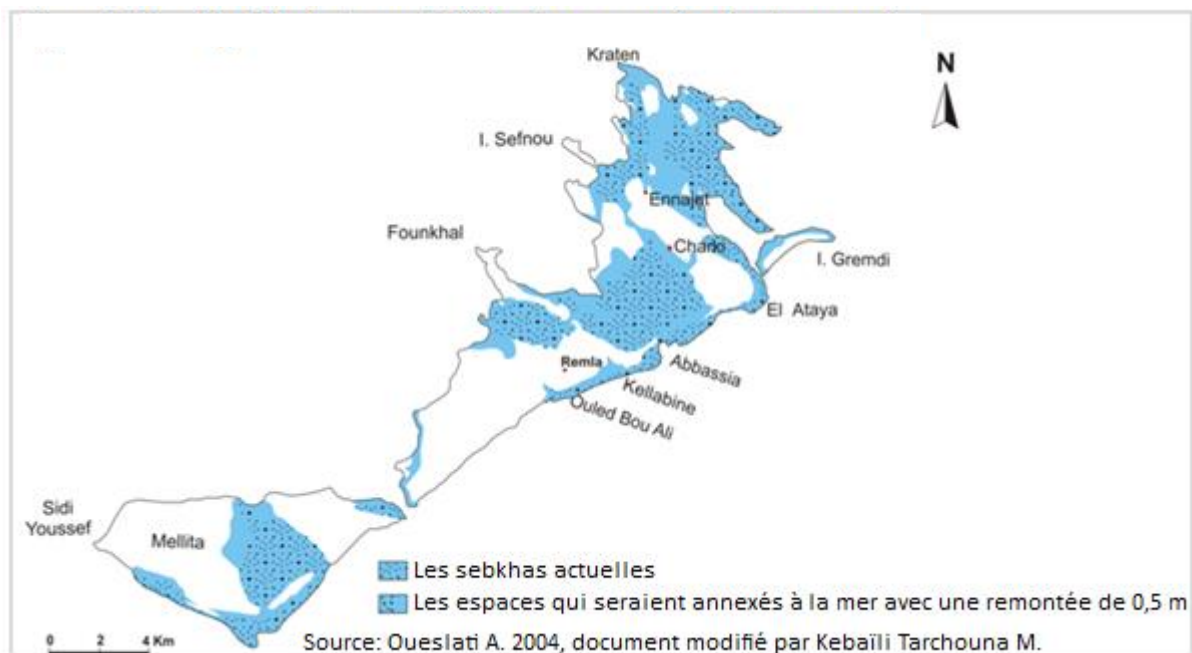 Kraten
N
I. Sefnou
Ennajet
Founkhal
Charki
I. Gremdi
El Ataya
Remla
Abbassia
Kellabine
Ouled Bou Ali
Sidi
Youssef
Mellita
Les sebkhas actuelles
Les espaces qui seraient annexés à la mer avec une remontée de 0,5 m
0 2 4 Km
Source: Oueslati A. 2004, document modifié par Kebaïli Tarchouna M.